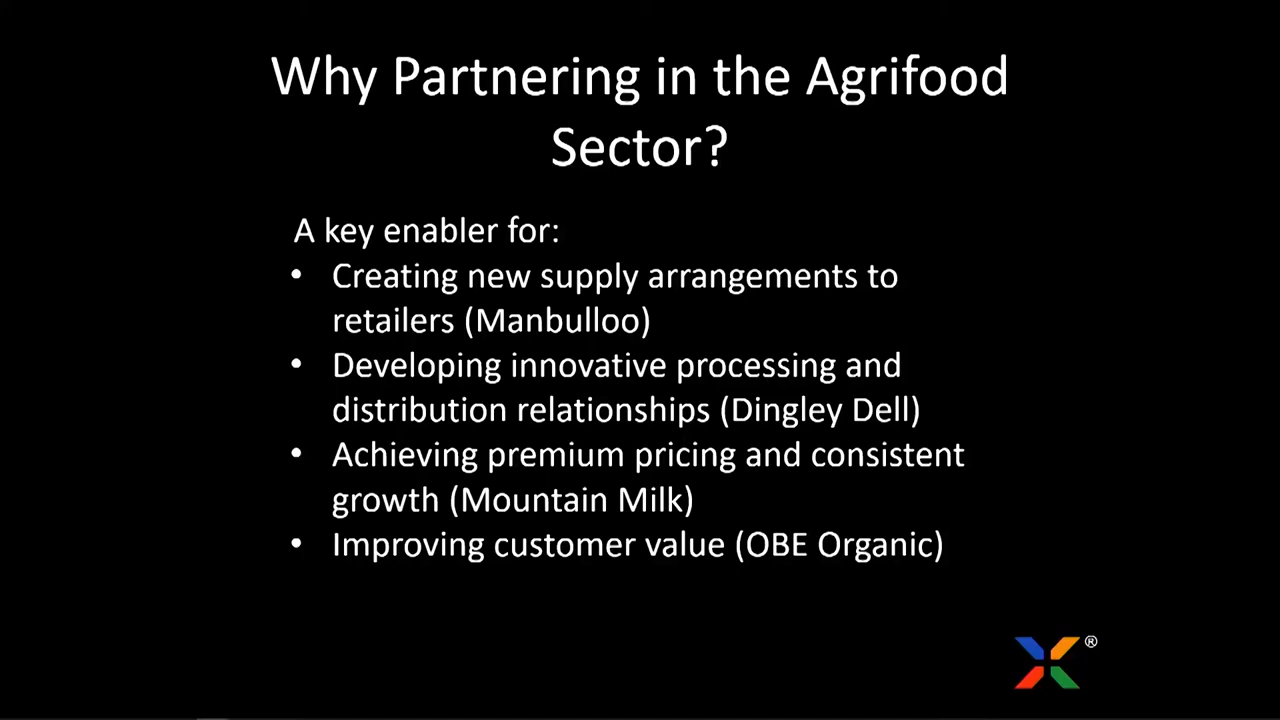 Why Partnering in the Agrifood
Sector?
A key enabler for:
• Creating new supply arrangements to
retailers (Manbulloo)
• Developing innovative processing and
distribution relationships (Dingley Dell)
• Achieving premium pricing and consistent
growth (Mountain Milk)
• Improving customer value (OBE Organic)
®